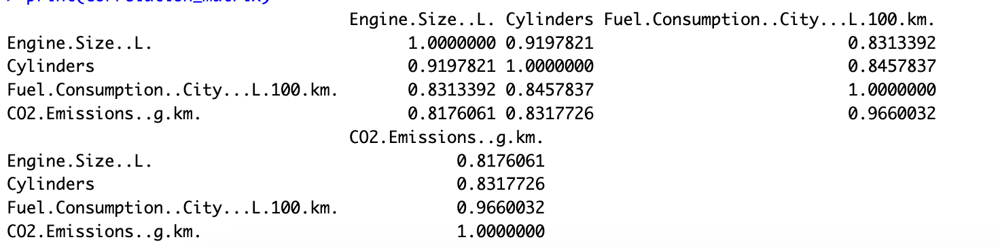 > print(correlation_matrix)
Engine.Size..L. Cylinders Fuel.Consumption..City...L.100.km.
Engine.Size..L. 1.0000000 0.9197821 0.8313392
Cylinders 0.9197821 1.0000000 0.8457837
Fuel.Consumption..City...L.100.km. 0.8313392 0.8457837 1.0000000
CO2.Emissions..g.km. 0.8176061 0.8317726 0.9660032
CO2.Emissions..g.km.
Engine.Size..L. 0.8176061
Cylinders 0.8317726
Fuel.Consumption..City...L.100.km. 0.9660032
CO2.Emissions..g.km. 1.0000000